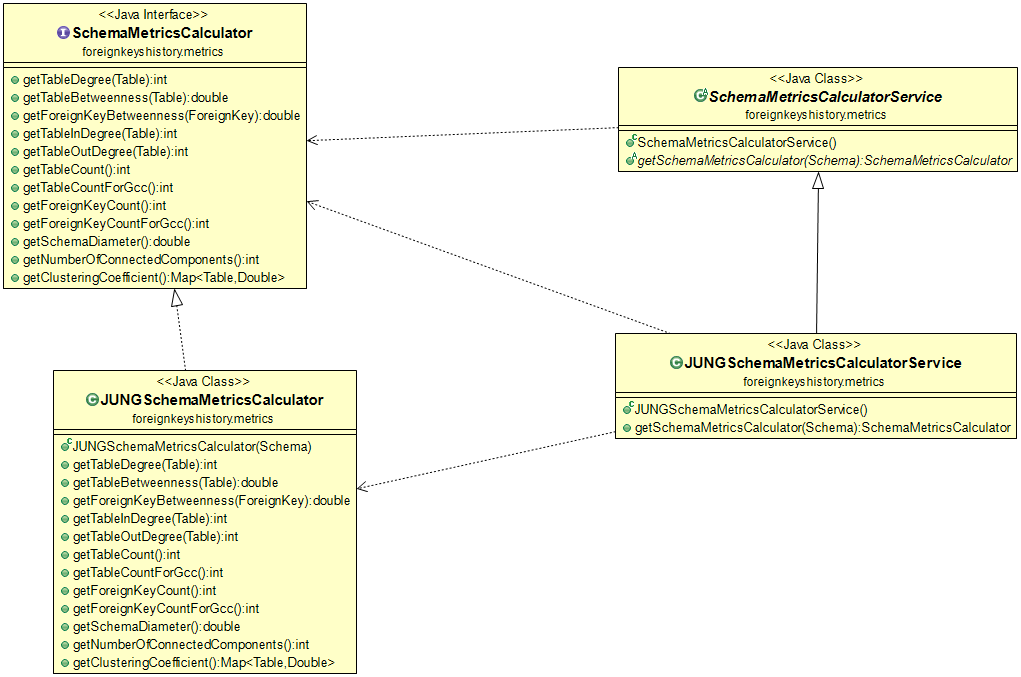 <<Java Interface>>
SchemaMetricsCalculator
foreignkeyshistory.metrics
getTableDegree(Table):int
getTableBetweenness(Table):double
getForeignKeyBetweenness(ForeignKey):double
getTableInDegree(Table):int
getTableOutDegree(Table):int
getTableCount():int
getTableCountForGcc():int
getForeignKeyCount():int
getForeignKeyCountForGcc():int
getSchemaDiameter():double
getNumberOfConnectedComponents():int
getClusteringCoefficient():Map<Table,Double>
<<Java Class>>
SchemaMetricsCalculatorService
foreignkeyshistory.metrics
SchemaMetricsCalculatorService()
getSchemaMetricsCalculator(Schema):SchemaMetricsCalculator
<<Java Class>>
JUNGSchemaMetricsCalculatorService
foreignkeyshistory.metrics
JUNGSchemaMetricsCalculatorService()
getSchemaMetricsCalculator(Schema):SchemaMetricsCalculator
<<Java Class>>
JUNGSchemaMetricsCalculator
foreignkeyshistory.metrics
JUNGSchemaMetricsCalculator(Schema)
getTableDegree(Table):int
getTableBetweenness(Table):double
getForeignKeyBetweenness(ForeignKey):double
getTableInDegree(Table):int
getTableOutDegree(Table):int
getTableCount():int
getTableCountForGcc():int
getForeignKeyCount():int
getForeignKeyCountForGcc():int
getSchemaDiameter():double
getNumberOfConnectedComponents():int
getClusteringCoefficient():Map<Table,Double>